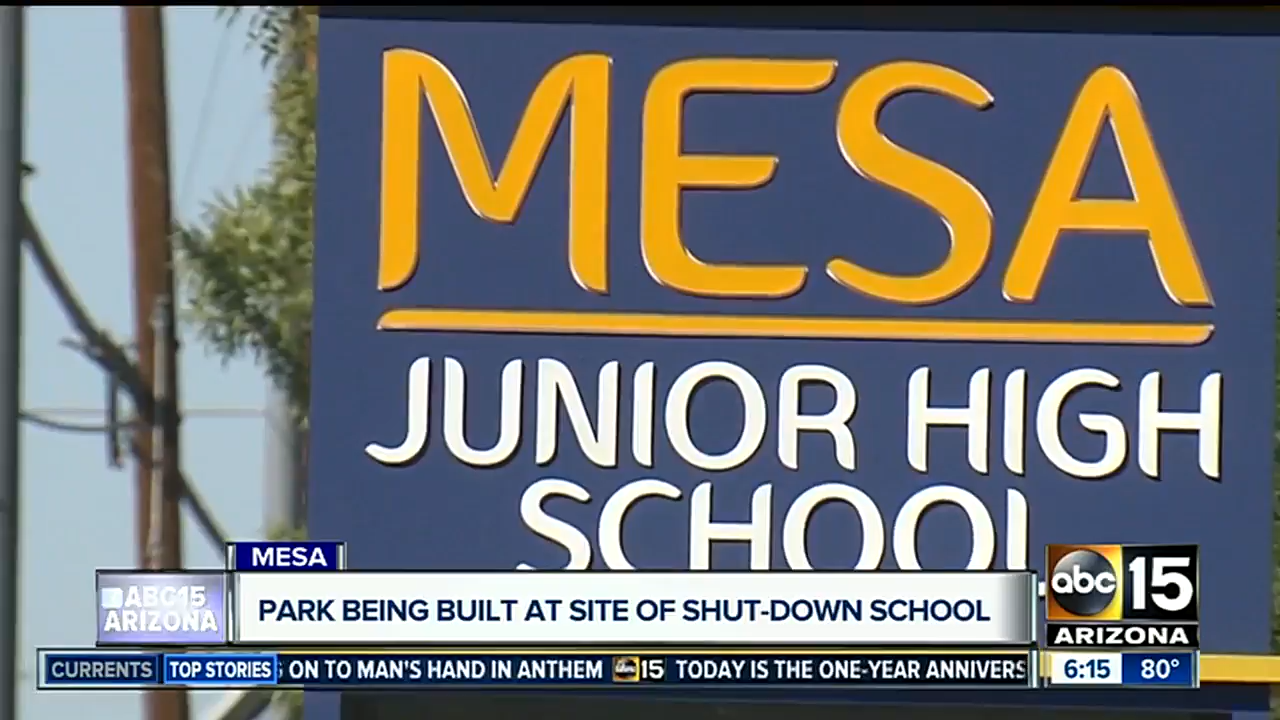 MESA
JUNIOR HIGH
SCHOOL
MESA
ABC15
ARIZONA
PARK BEING BUILT AT SITE OF SHUT-DOWN SCHOOL
abc 15
ARIZONA
CURRENTS TOP STORIES ON TO MAN'S HAND IN ANTHEM abc 15 TODAY IS THE ONE-YEAR ANNIVERS
6:15 80°